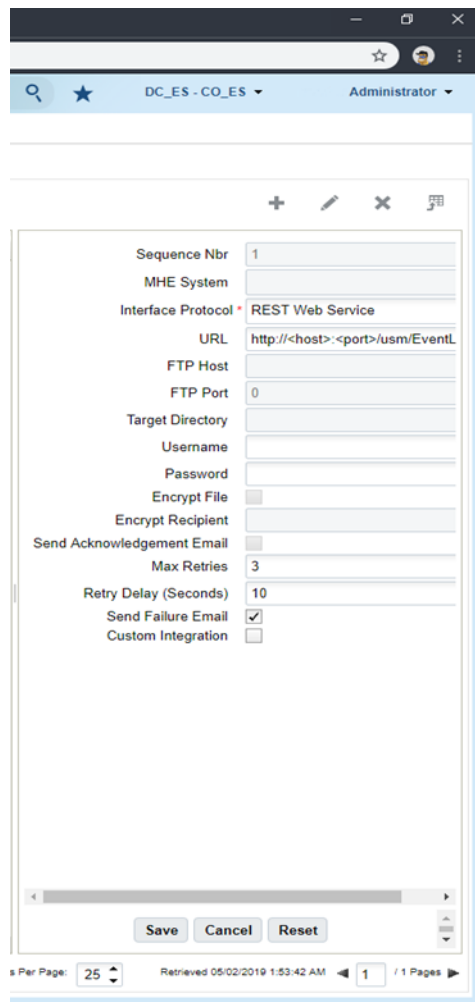 DC_ES - CO_ES Administrator
Sequence Nbr 1
MHE System
Interface Protocol * REST Web Service
URL http://<host>:<port>/usm/EventL
FTP Host
FTP Port 0
Target Directory
Username
Password
Encrypt File
Encrypt Recipient
Send Acknowledgement Email
Max Retries 3
Retry Delay (Seconds) 10
Send Failure Email
Custom Integration
Save Cancel Reset
s Per Page: 25 Retrieved 05/02/2019 1:53:42 AM 1 / 1 Pages